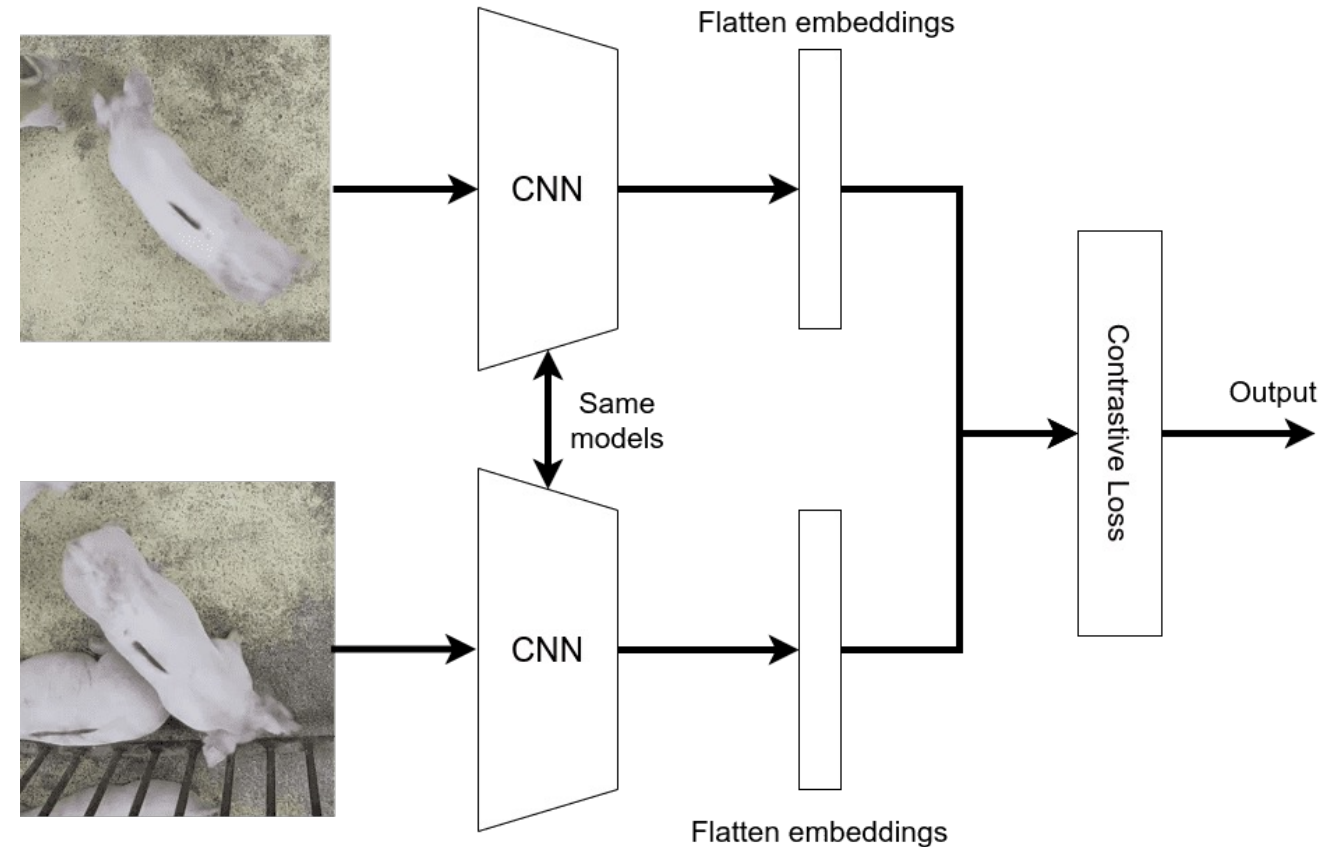 Flatten embeddings
CNN
Same
models
Contrastive Loss
Output
CNN
Flatten embeddings